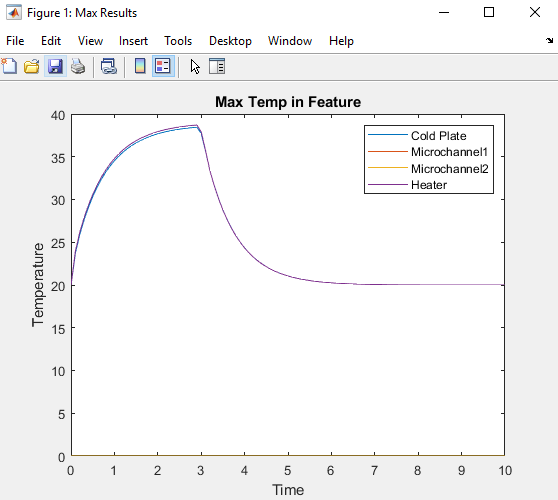 Figure 1: Max Results
File Edit View Insert Tools Desktop Window Help
Max Temp in Feature
Cold Plate
Microchannel1
Microchannel2
Heater
Temperature
40
35
30
25
20
15
10
5
0
0 1 2 3 4 5 6 7 8 9 10
Time